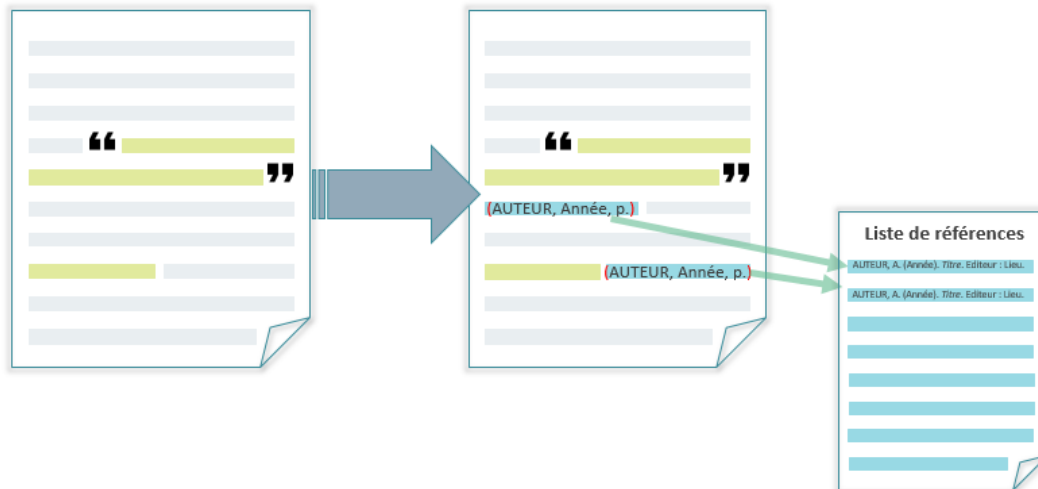 ❝
❞
❝
❞
(AUTEUR, Année, p.)
(AUTEUR, Année, p.)
Liste de références
AUTEUR, A. (Année). Titre. Editeur : Lieu.
AUTEUR, A. (Année). Titre. Editeur : Lieu.